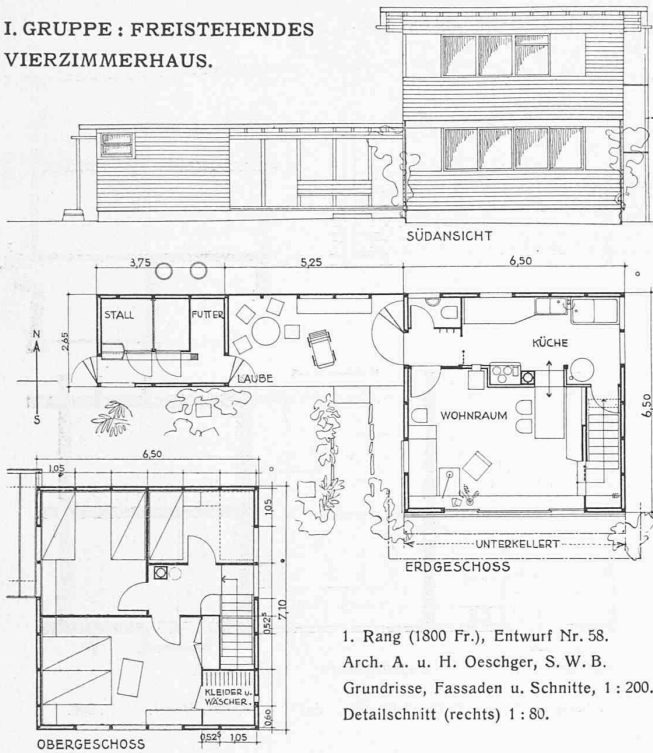 I. GRUPPE : FREISTEHENDES
VIERZIMMERHAUS.
SÜDANSICHT
3,75
5,25
6,50
N
S
2,65
STALL
FUTTER
LAUBE
KÜCHE
WOHNRAUM
6,50
UNTERKELLERT
ERDGESCHOSS
6,50
1,05
1,05
7,10
0,52⁵
KLEIDER u.
WÄSCHER.
0,60
0,52⁵ 1,05
OBERGESCHOSS
1. Rang (1800 Fr.), Entwurf Nr. 58.
Arch. A. u. H. Oeschger, S. W. B.
Grundrisse, Fassaden u. Schnitte, 1 : 200.
Detailschnitt (rechts) 1 : 80.